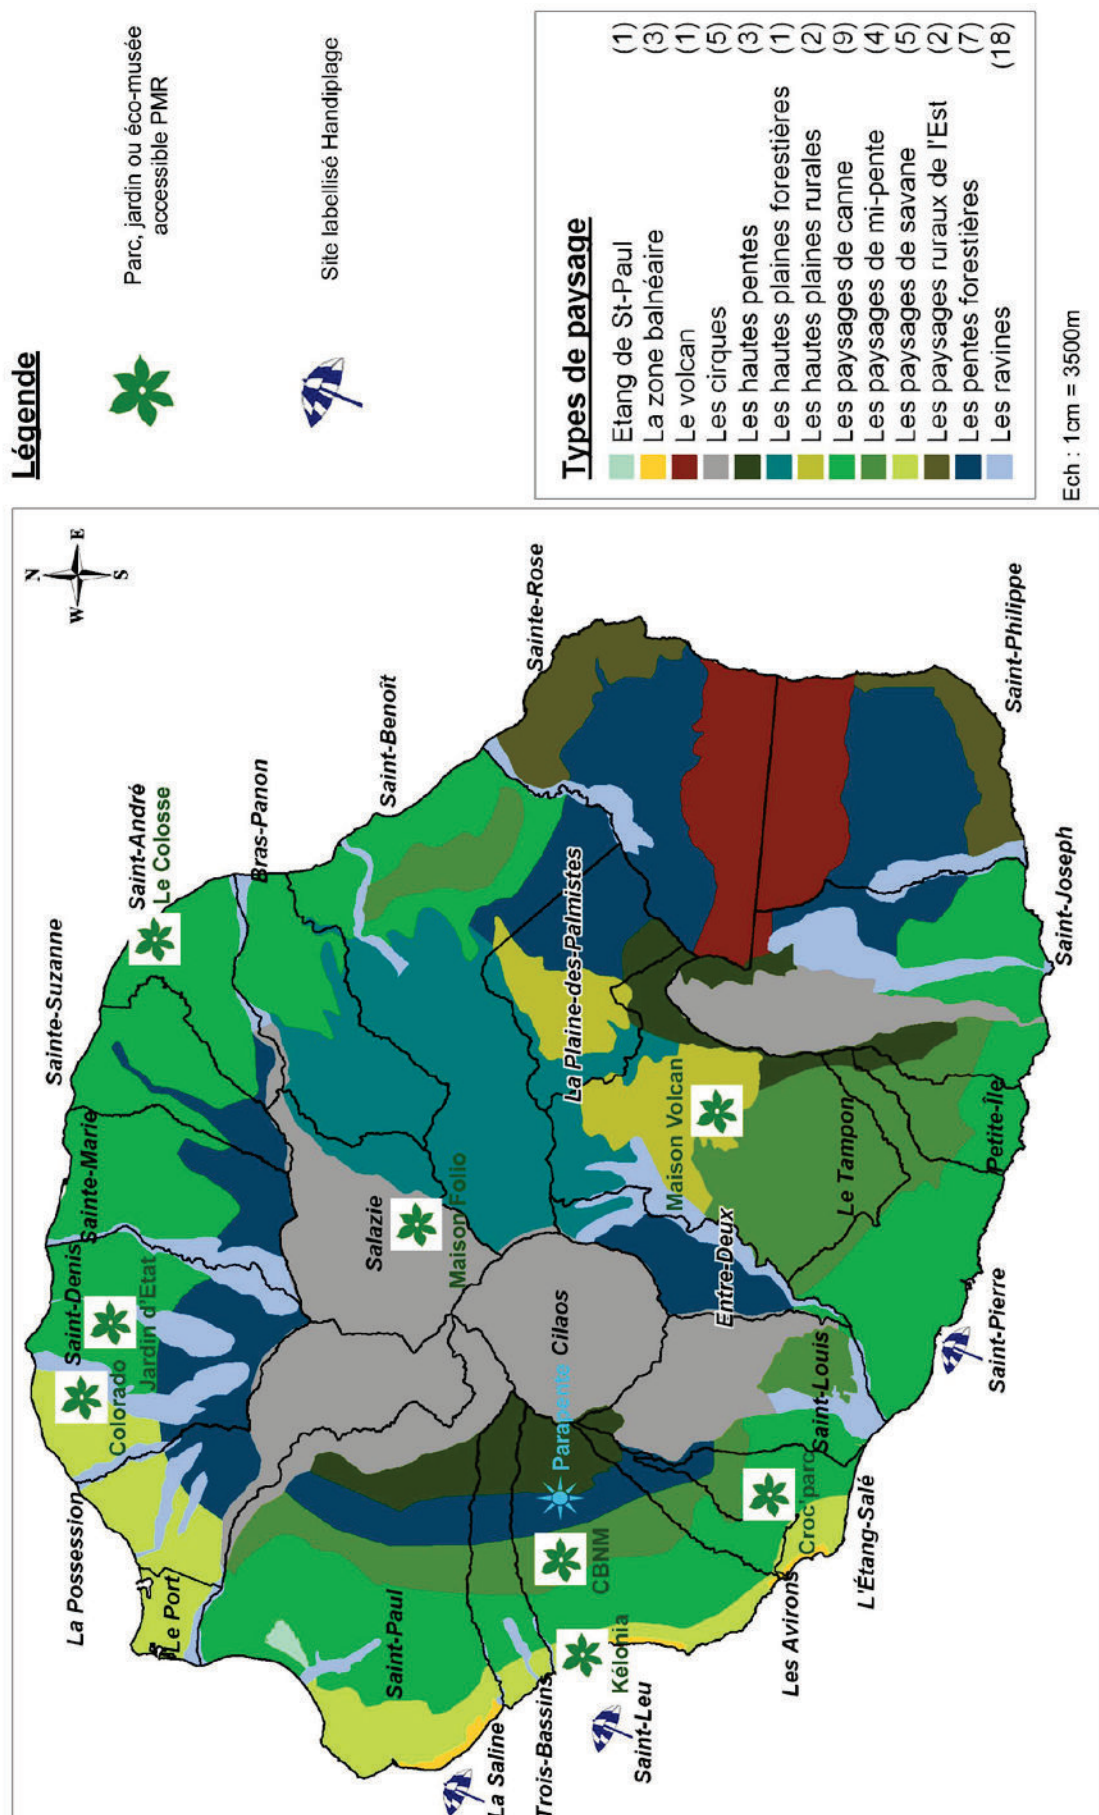 Légende
Parc, jardin ou éco-musée
accessible PMR
Site labellisé Handiplage
Types de paysage
Etang de St-Paul (1)
La zone balnéaire (3)
Le volcan (1)
Les cirques (5)
Les hautes pentes (3)
Les hautes plaines forestières (1)
Les hautes plaines rurales (2)
Les paysages de canne (9)
Les paysages de mi-pente (4)
Les paysages de savane (5)
Les paysages ruraux de l'Est (2)
Les pentes forestières (7)
Les ravines (18)
Ech : 1cm = 3500m
N
W E
S
Saint-Denis
Sainte-Marie
Sainte-Suzanne
Colorado
Jardin d'Etat
La Possession
Le Port
Saint-André
Le Colosse
Bras-Panon
Saint-Benoît
Salazie
Maison Folio
Saint-Paul
La Saline
Trois-Bassins
Sainte-Rose
Parapente
Cilaos
La Plaine-des-Palmistes
CBNM
Kélonia
Saint-Leu
Maison Volcan
Entre-Deux
Les Avirons
Croc'parc
Saint-Louis
Le Tampon
L'Étang-Salé
Saint-Pierre
Petite-Île
Saint-Joseph
Saint-Philippe